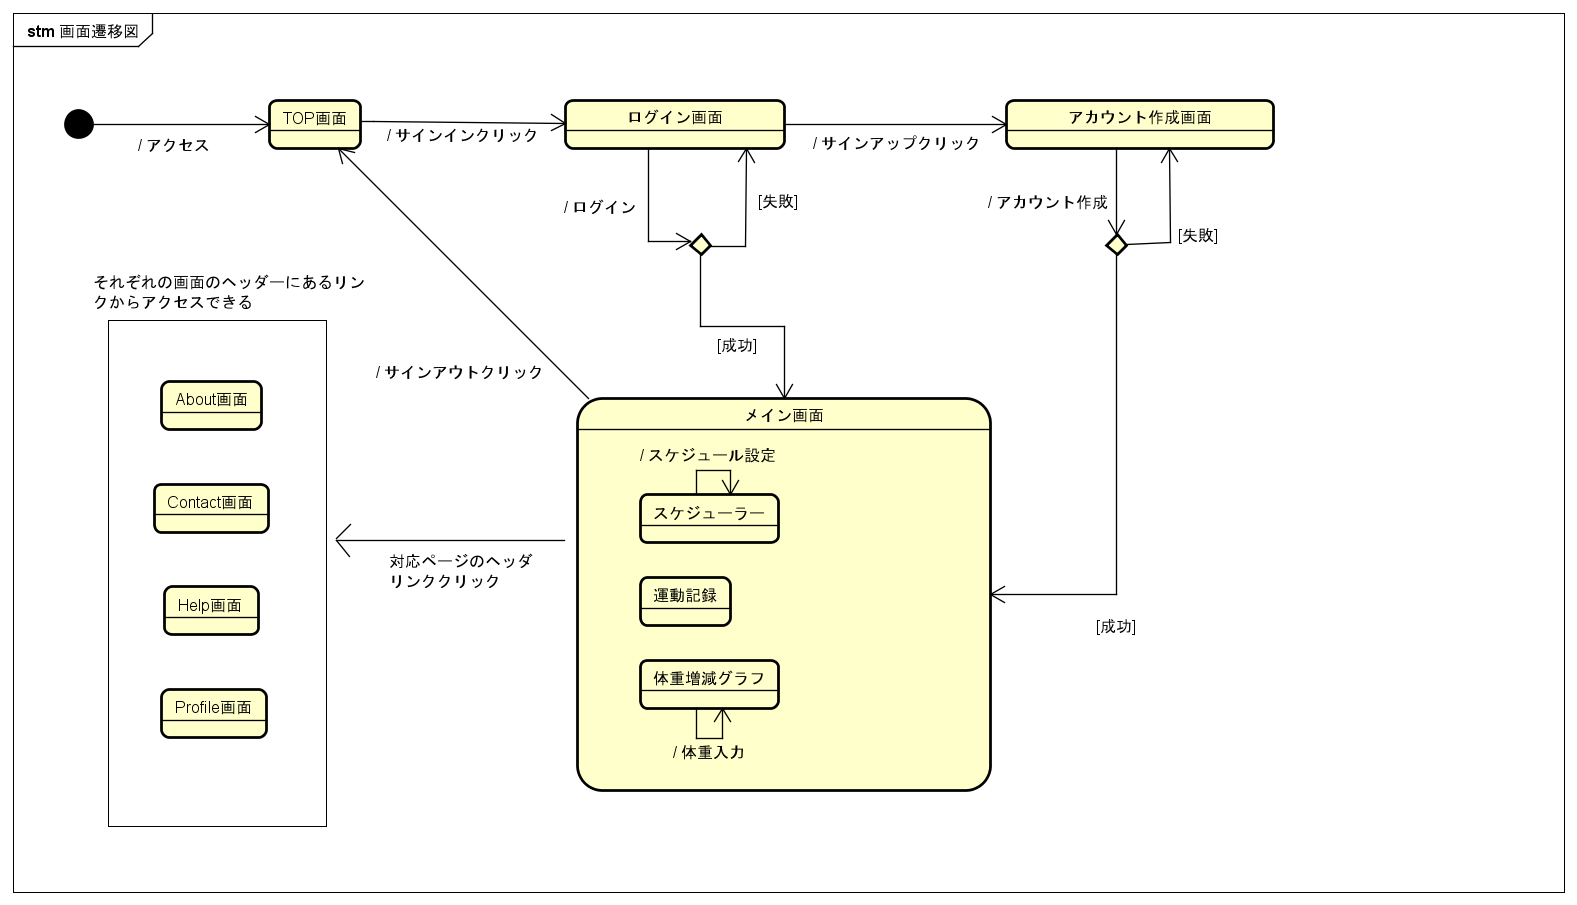 stm 画面遷移図
TOP画面
ログイン画面
アカウント作成画面
/ アクセス
/ サインインクリック
/ サインアップクリック
/ ログイン
[失敗]
/ アカウント作成
[失敗]
それぞれの画面のヘッダーにあるリン
クからアクセスできる
[成功]
/ サインアウトクリック
About画面
Contact画面
Help画面
Profile画面
対応ページのヘッダ
リンククリック
メイン画面
/ スケジュール設定
スケジューラー
運動記録
体重増減グラフ
/ 体重入力
[成功]